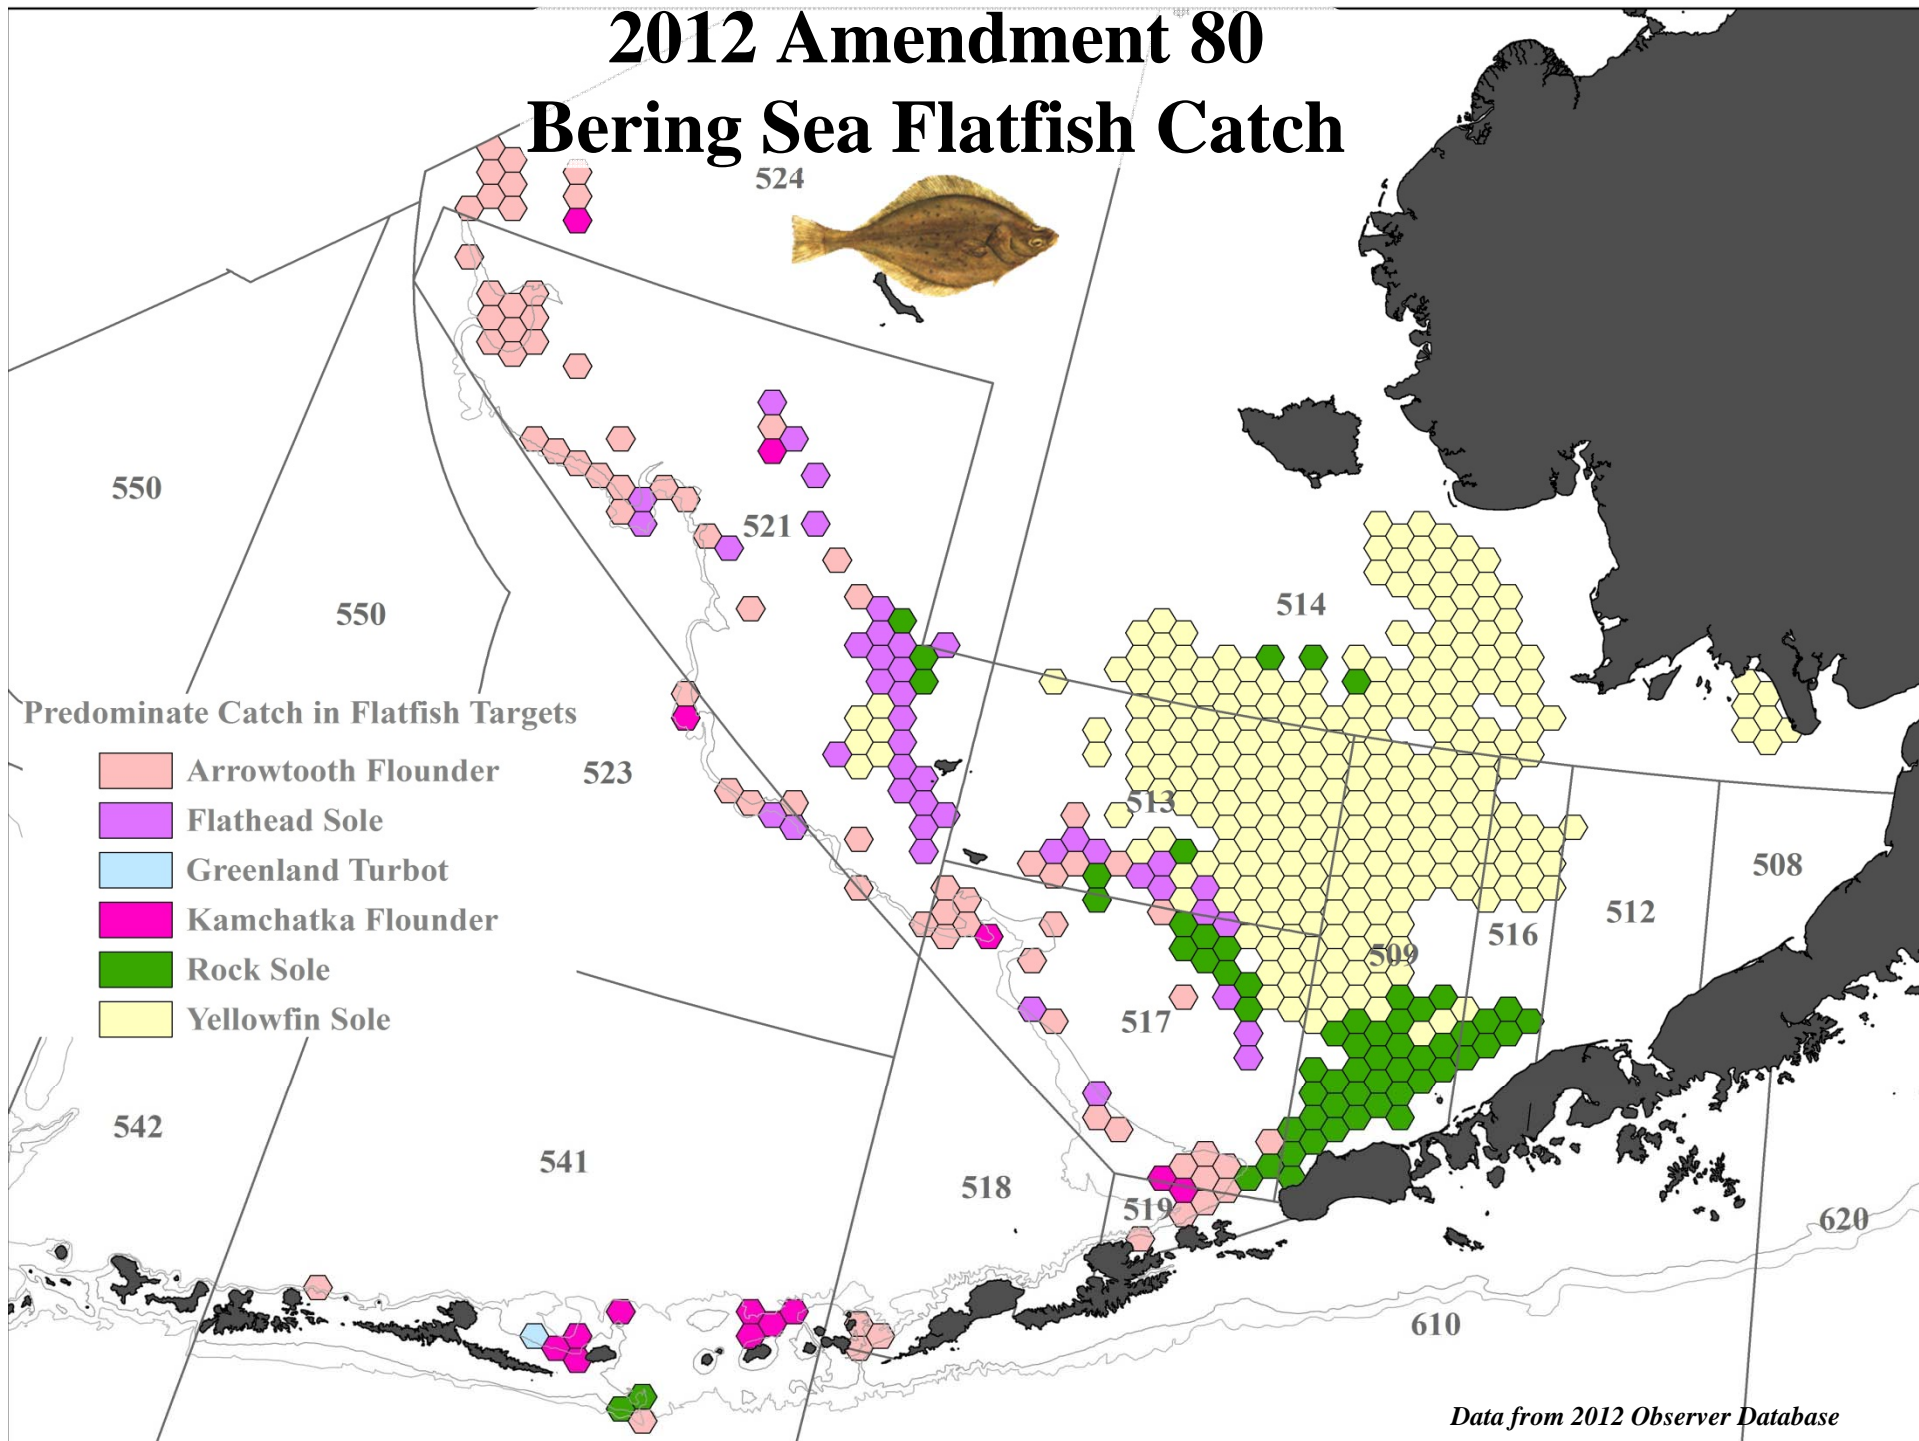 2012 Amendment 80
Bering Sea Flatfish Catch
524
550
521
550
514
Predominate Catch in Flatfish Targets
Arrowtooth Flounder
Flathead Sole
Greenland Turbot
Kamchatka Flounder
Rock Sole
Yellowfin Sole
523
513
508
512
516
509
517
542
541
518
519
620
610
Data from 2012 Observer Database